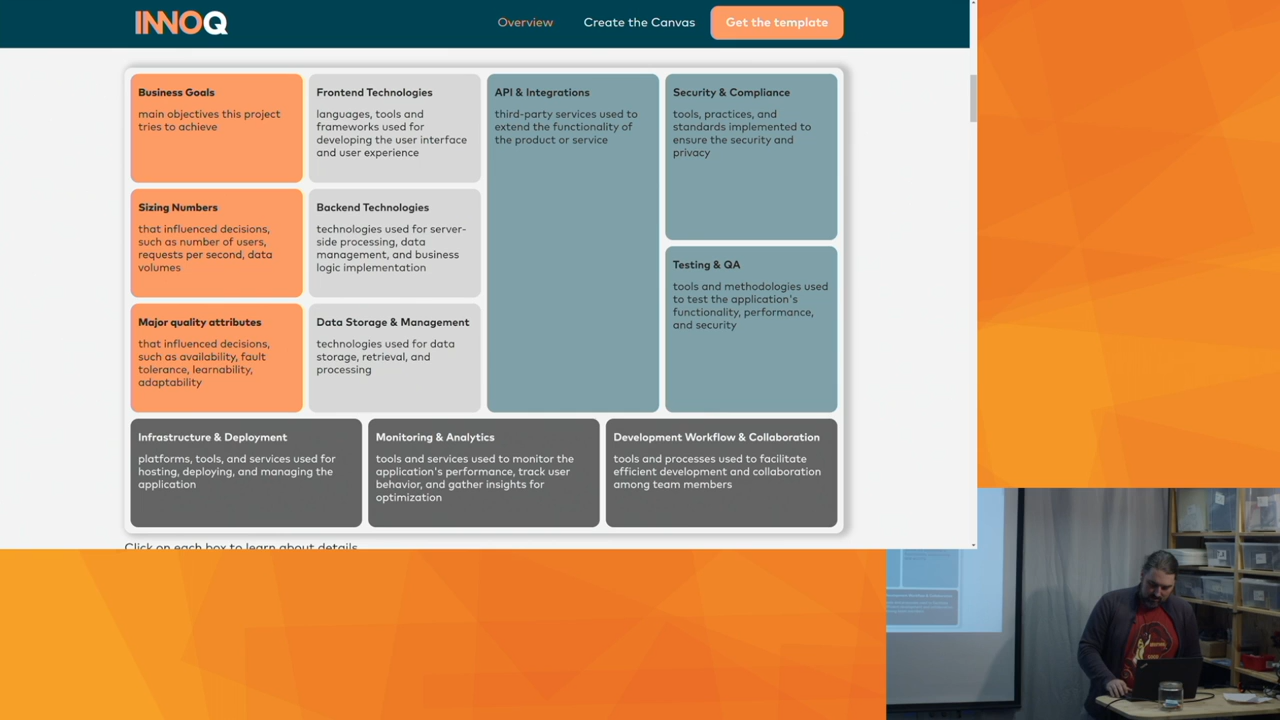 INNOQ
Overview
Create the Canvas
Get the template
Business Goals
main objectives this project
tries to achieve
Frontend Technologies
languages, tools and
frameworks used for
developing the user interface
and user experience
API & Integrations
third-party services used to
extend the functionality of
the product or service
Security & Compliance
tools, practices, and
standards implemented to
ensure the security and
privacy
Sizing Numbers
that influenced decisions,
such as number of users,
requests per second, data
volumes
Backend Technologies
technologies used for server-
side processing, data
management, and business
logic implementation
Testing & QA
tools and methodologies used
to test the application's
functionality, performance,
and security
Major quality attributes
that influenced decisions,
such as availability, fault
tolerance, learnability,
adaptability
Data Storage & Management
technologies used for data
storage, retrieval, and
processing
Infrastructure & Deployment
platforms, tools, and services used for
hosting, deploying, and managing the
application
Monitoring & Analytics
tools and services used to monitor the
application's performance, track user
behavior, and gather insights for
optimization
Development Workflow & Collaboration
tools and processes used to facilitate
efficient development and collaboration
among team members
Click on each box to learn about details